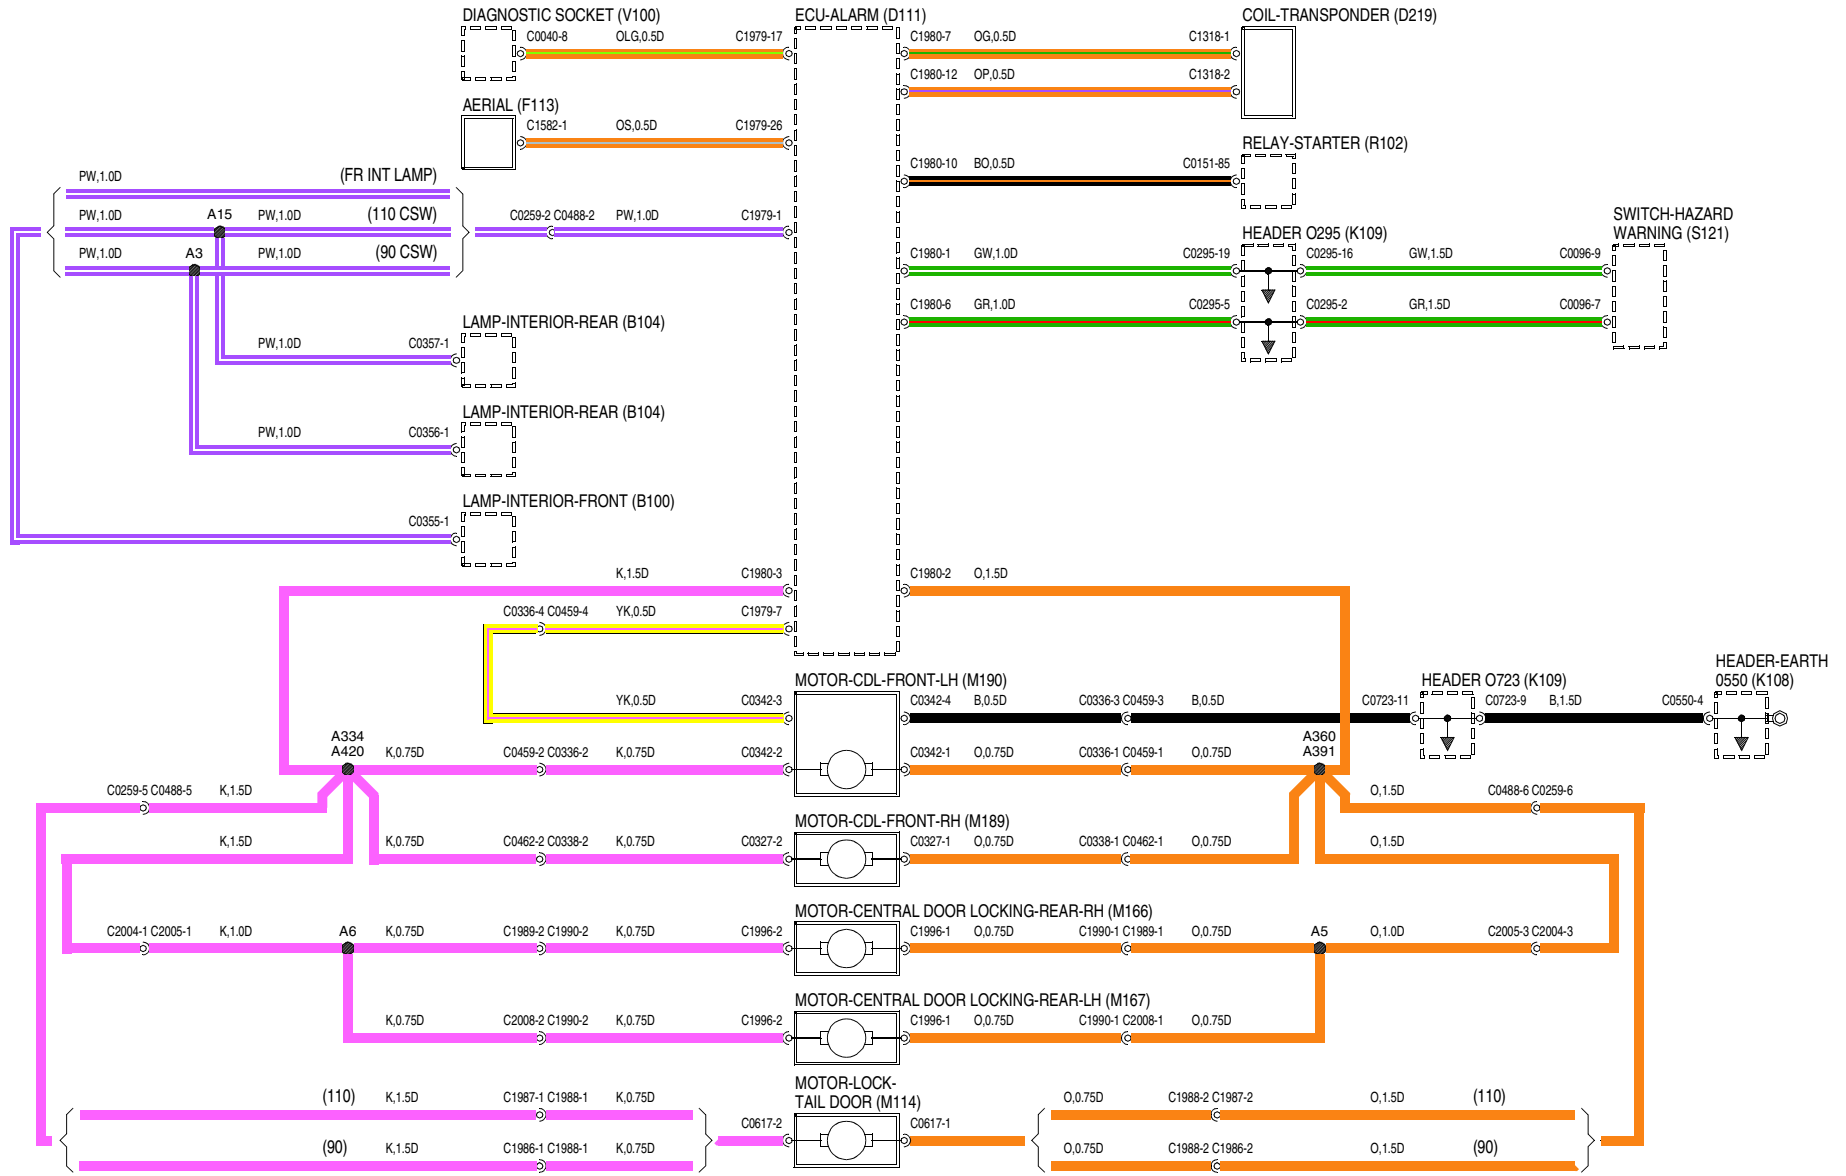 DIAGNOSTIC SOCKET (V100)
ECU-ALARM (D111)
COIL-TRANSPONDER (D219)
C0040-8 OLG,0.5D C1979-17
C1980-7 OG,0.5D C1318-1
C1980-12 OP,0.5D C1318-2
AERIAL (F113)
C1582-1 OS,0.5D C1979-26
RELAY-STARTER (R102)
C1980-10 BO,0.5D C0151-85
PW,1.0D (FR INT LAMP)
PW,1.0D A15 PW,1.0D (110 CSW)
C0259-2 C0488-2 PW,1.0D C1979-1
PW,1.0D A3 PW,1.0D (90 CSW)
SWITCH-HAZARD
WARNING (S121)
HEADER O295 (K109)
C1980-1 GW,1.0D C0295-19
C0295-16 GW,1.5D C0096-9
C1980-6 GR,1.0D C0295-5
C0295-2 GR,1.5D C0096-7
LAMP-INTERIOR-REAR (B104)
PW,1.0D C0357-1
LAMP-INTERIOR-REAR (B104)
PW,1.0D C0356-1
LAMP-INTERIOR-FRONT (B100)
C0355-1
K,1.5D C1980-3
C1980-2 O,1.5D
C0336-4 C0459-4 YK,0.5D C1979-7
MOTOR-CDL-FRONT-LH (M190)
HEADER O723 (K109)
HEADER-EARTH
0550 (K108)
YK,0.5D C0342-3
C0342-4 B,0.5D C0336-3 C0459-3 B,0.5D C0723-11
C0723-9 B,1.5D C0550-4
A334
A420
K,0.75D C0459-2 C0336-2 K,0.75D C0342-2
C0342-1 O,0.75D C0336-1 C0459-1 O,0.75D
A360
A391
C0259-5 C0488-5 K,1.5D
O,1.5D C0488-6 C0259-6
MOTOR-CDL-FRONT-RH (M189)
K,1.5D K,0.75D C0462-2 C0338-2 K,0.75D C0327-2
C0327-1 O,0.75D C0338-1 C0462-1 O,0.75D O,1.5D
MOTOR-CENTRAL DOOR LOCKING-REAR-RH (M166)
C2004-1 C2005-1 K,1.0D A6 K,0.75D C1989-2 C1990-2 K,0.75D C1996-2
C1996-1 O,0.75D C1990-1 C1989-1 O,0.75D A5 O,1.0D C2005-3 C2004-3
MOTOR-CENTRAL DOOR LOCKING-REAR-LH (M167)
K,0.75D C2008-2 C1990-2 K,0.75D C1996-2
C1996-1 O,0.75D C1990-1 C2008-1 O,0.75D
MOTOR-LOCK-
TAIL DOOR (M114)
(110) K,1.5D C1987-1 C1988-1 K,0.75D
O,0.75D C1988-2 C1987-2 O,1.5D (110)
C0617-2 C0617-1
(90) K,1.5D C1986-1 C1988-1 K,0.75D
O,0.75D C1988-2 C1986-2 O,1.5D (90)